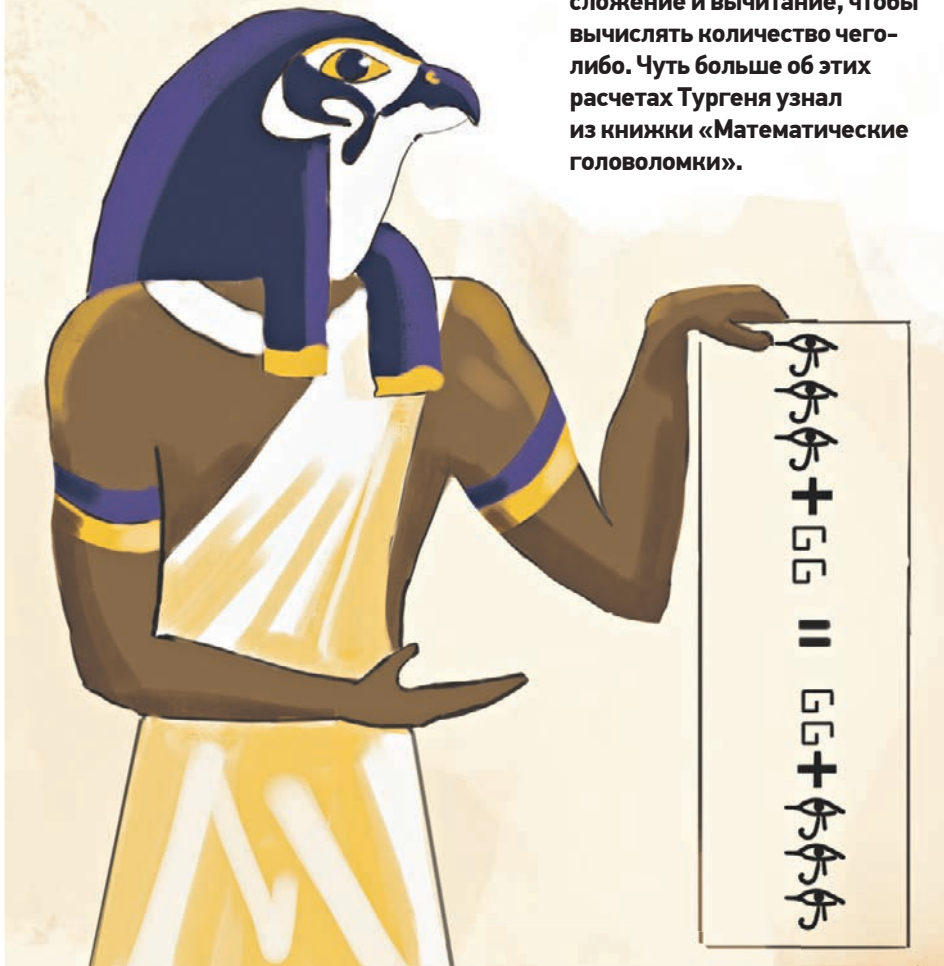 сложение и вычитание, чтобы
вычислять количество чего-
либо. Чуть больше об этих
расчетах Тургеня узнал
из книжки «Математические
головоломки».
+
=
+